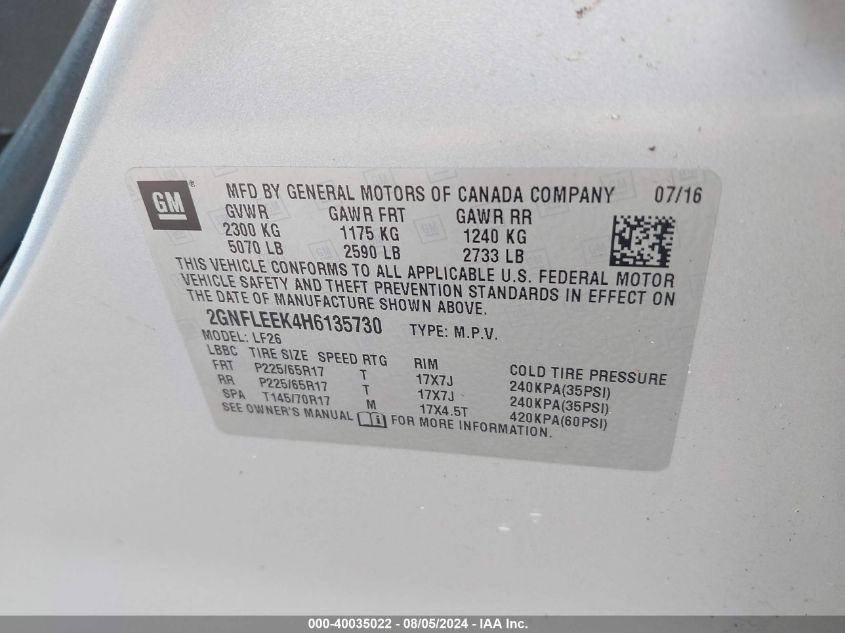 GM ® MFD BY GENERAL MOTORS OF CANADA COMPANY 07/16
GVWR GAWR FRT GAWR RR
2300 KG 1175 KG 1240 KG
5070 LB 2590 LB 2733 LB
THIS VEHICLE CONFORMS TO ALL APPLICABLE U.S. FEDERAL MOTOR
VEHICLE SAFETY AND THEFT PREVENTION STANDARDS IN EFFECT ON
THE DATE OF MANUFACTURE SHOWN ABOVE.
2GNFLEEK4H6135730 TYPE: M.P.V.
MODEL: LF26
LBBC TIRE SIZE SPEED RTG RIM COLD TIRE PRESSURE
FRT P225/65R17 T 17X7J 240KPA(35PSI)
RR P225/65R17 T 17X7J 240KPA(35PSI)
SPA T145/70R17 M 17X4.5T 420KPA(60PSI)
SEE OWNER'S MANUAL FOR MORE INFORMATION.
000-40035022 - 08/05/2024 - IAA Inc.